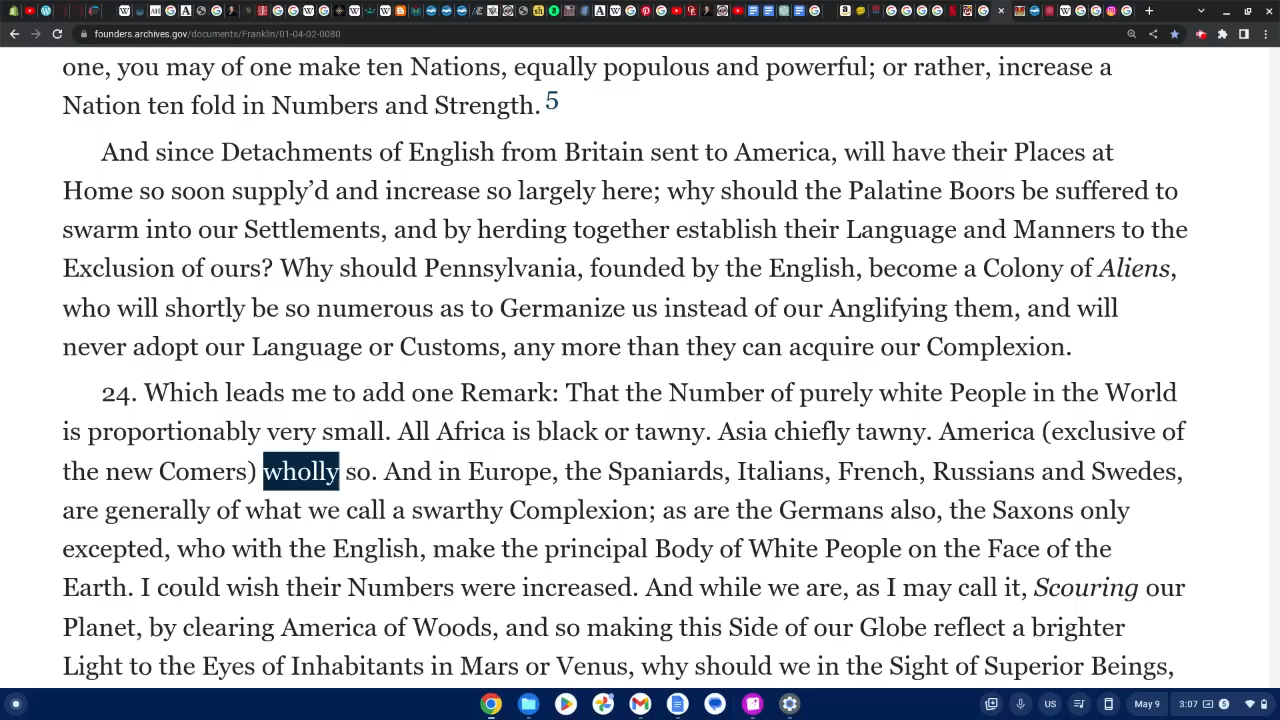 founders.archives.gov/documents/Franklin/01-04-02-0080
one, you may of one make ten Nations, equally populous and powerful; or rather, increase a
Nation ten fold in Numbers and Strength. 5
And since Detachments of English from Britain sent to America, will have their Places at
Home so soon supply’d and increase so largely here; why should the Palatine Boors be suffered to
swarm into our Settlements, and by herding together establish their Language and Manners to the
Exclusion of ours? Why should Pennsylvania, founded by the English, become a Colony of Aliens,
who will shortly be so numerous as to Germanize us instead of our Anglifying them, and will
never adopt our Language or Customs, any more than they can acquire our Complexion.
24. Which leads me to add one Remark: That the Number of purely white People in the World
is proportionably very small. All Africa is black or tawny. Asia chiefly tawny. America (exclusive of
the new Comers) wholly so. And in Europe, the Spaniards, Italians, French, Russians and Swedes,
are generally of what we call a swarthy Complexion; as are the Germans also, the Saxons only
excepted, who with the English, make the principal Body of White People on the Face of the
Earth. I could wish their Numbers were increased. And while we are, as I may call it, Scouring our
Planet, by clearing America of Woods, and so making this Side of our Globe reflect a brighter
Light to the Eyes of Inhabitants in Mars or Venus, why should we in the Sight of Superior Beings,
US May 9 3:07